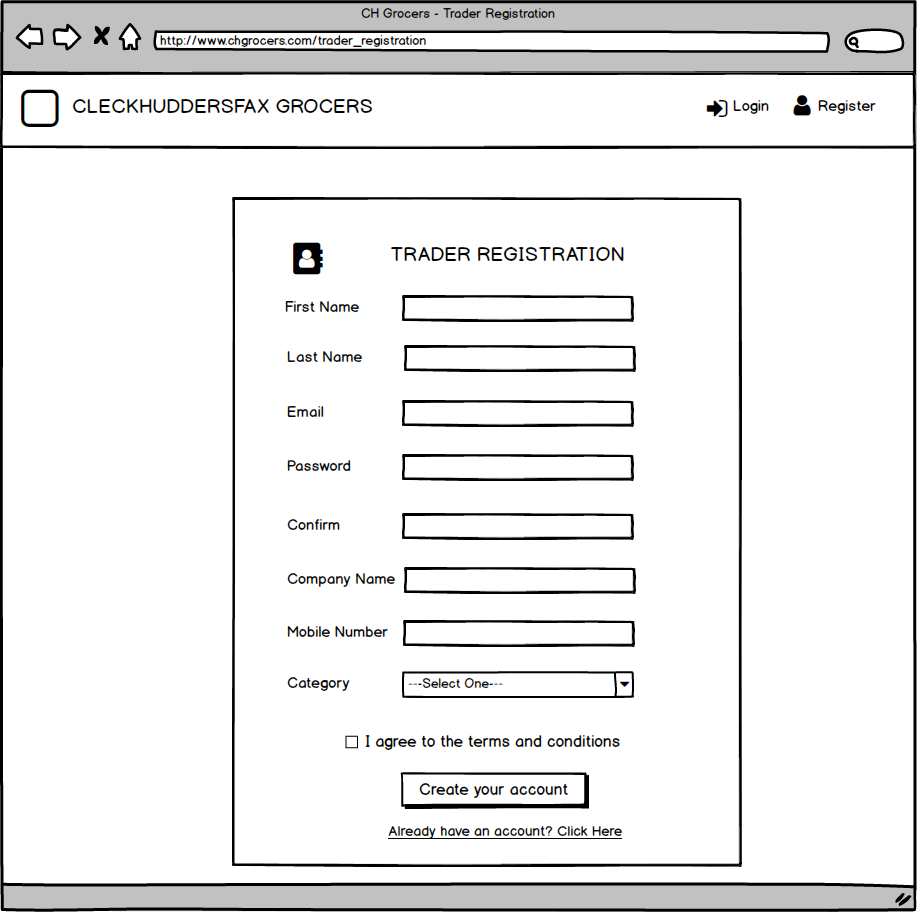 CH Grocers - Trader Registration
http://www.chgrocers.com/trader_registration
CLECKHUDDERSFAX GROCERS
Login
Register
TRADER REGISTRATION
First Name
Last Name
Email
Password
Confirm
Company Name
Mobile Number
Category
---Select One---
I agree to the terms and conditions
Create your account
Already have an account? Click Here